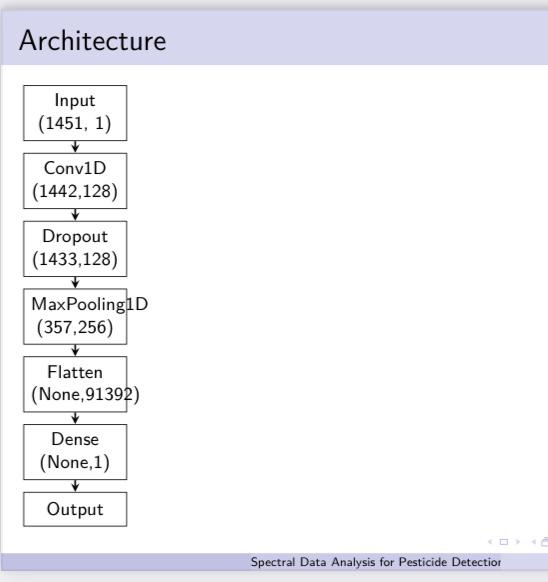 Architecture
Input
(1451, 1)
Conv1D
(1442,128)
Dropout
(1433,128)
MaxPooling1D
(357,256)
Flatten
(None,91392)
Dense
(None,1)
Output
Spectral Data Analysis for Pesticide Detection